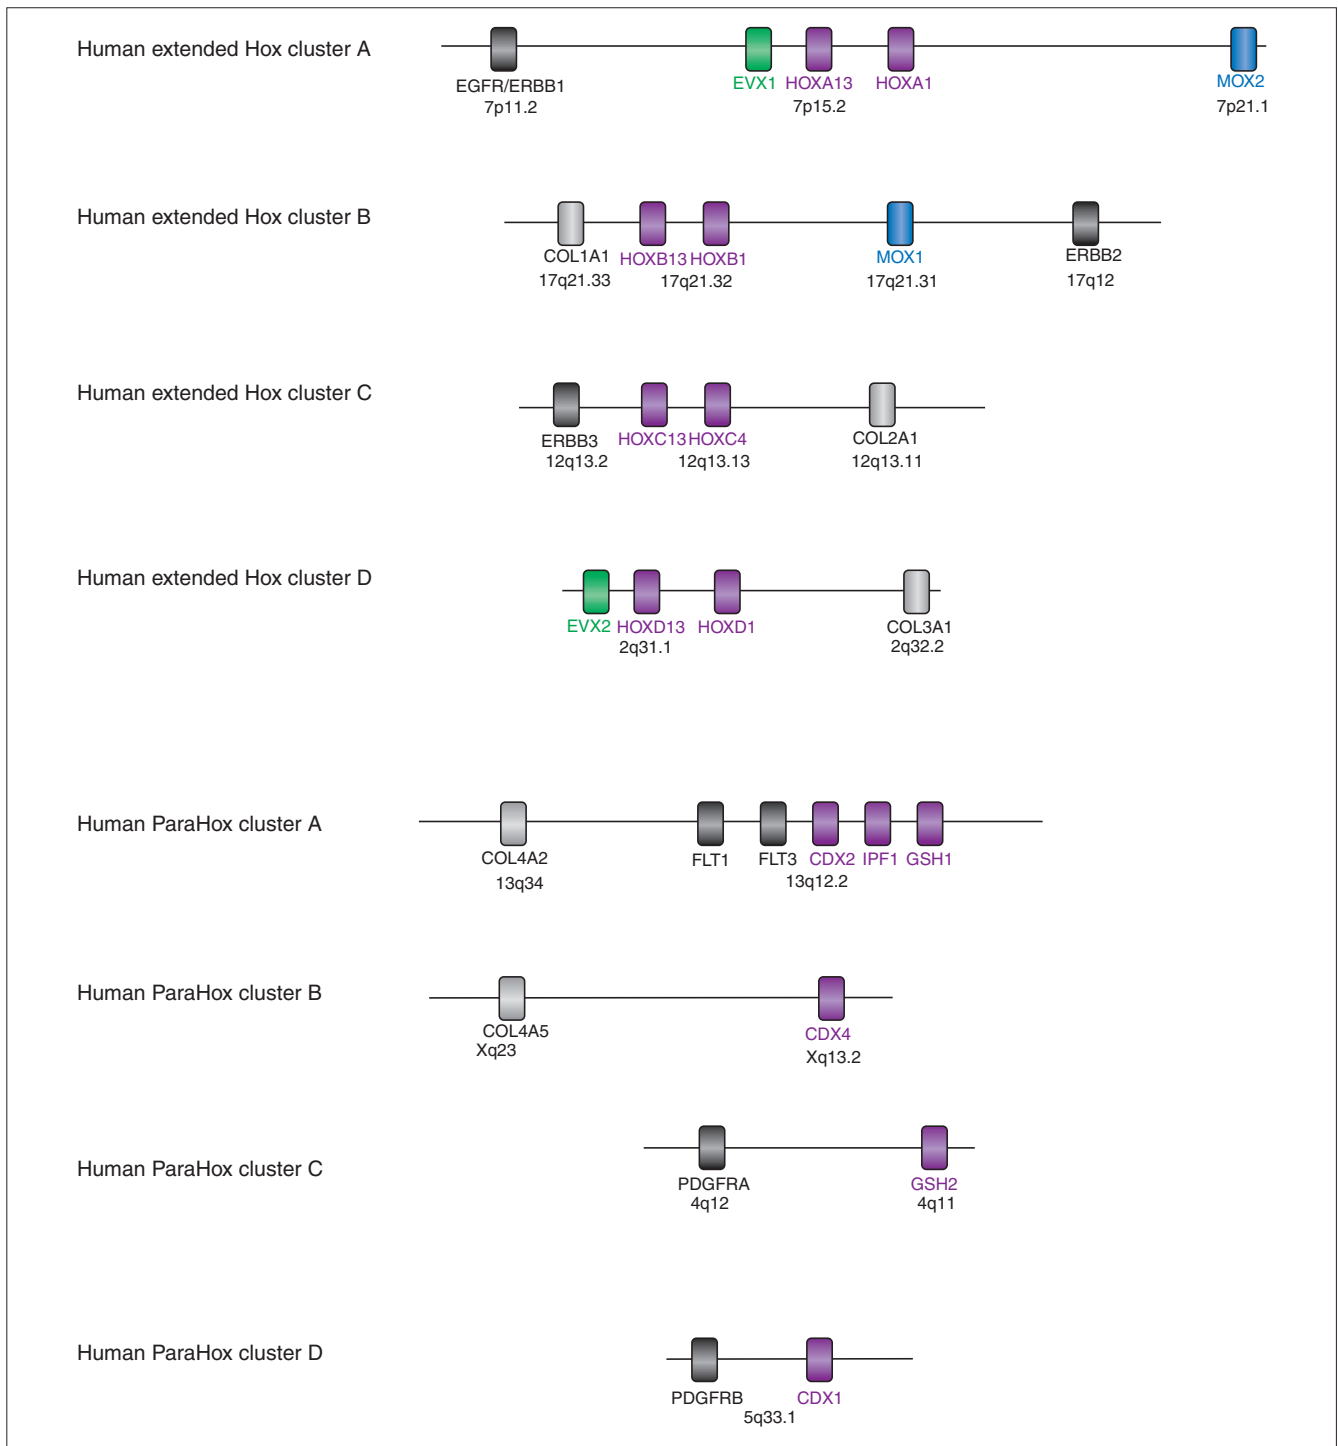 Human extended Hox cluster A
EGFR/ERBB1 EVX1 HOXA13 HOXA1 MOX2
7p11.2 7p15.2 7p21.1
Human extended Hox cluster B
COL1A1 HOXB13 HOXB1 MOX1 ERBB2
17q21.33 17q21.32 17q21.31 17q12
Human extended Hox cluster C
ERBB3 HOXC13 HOXC4 COL2A1
12q13.2 12q13.13 12q13.11
Human extended Hox cluster D
EVX2 HOXD13 HOXD1 COL3A1
2q31.1 2q32.2
Human ParaHox cluster A
COL4A2 FLT1 FLT3 CDX2 IPF1 GSH1
13q34 13q12.2
Human ParaHox cluster B
COL4A5 CDX4
Xq23 Xq13.2
Human ParaHox cluster C
PDGFRA GSH2
4q12 4q11
Human ParaHox cluster D
PDGFRB CDX1
5q33.1